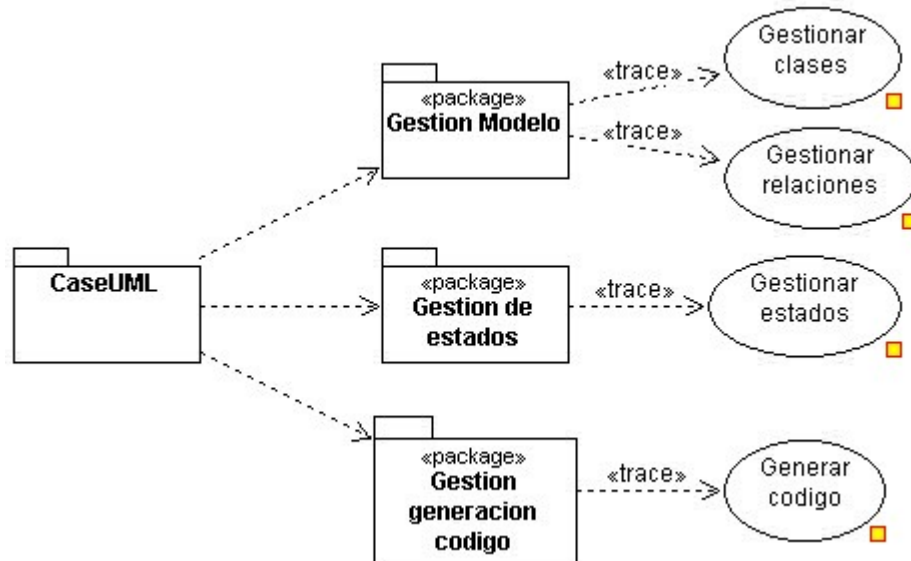 Gestionar
clases
«trace»
«package»
Gestion Modelo
«trace»
Gestionar
relaciones
CaseUML
«package»
Gestion de
estados
«trace»
Gestionar
estados
«package»
Gestion
generacion
codigo
«trace»
Generar
codigo